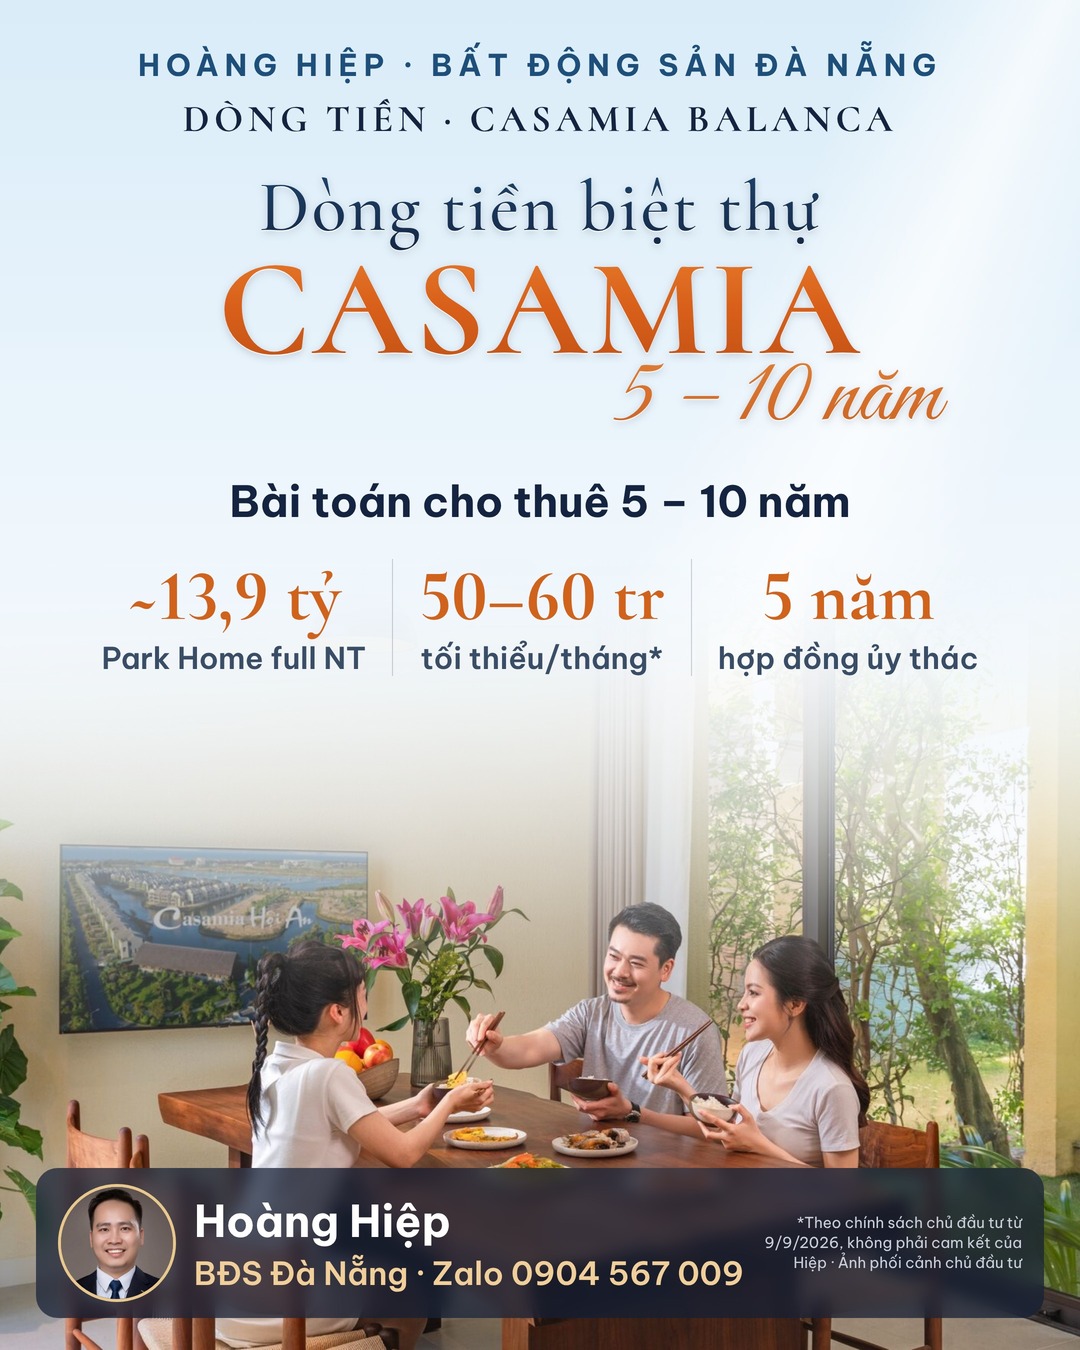 HOÀNG HIỆP · BẤT ĐỘNG SẢN ĐÀ NẴNG
DÒNG TIỀN · CASAMIA BALANCA
Dòng tiền biệt thự
CASAMIA
5 – 10 năm
Bài toán cho thuê 5 – 10 năm
~13,9 tỷ
Park Home full NT
50–60 tr
tối thiểu/tháng*
5 năm
hợp đồng ủy thác
Casamia Hội An
Hoàng Hiệp
BĐS Đà Nẵng · Zalo 0904 567 009
*Theo chính sách chủ đầu tư từ
9/9/2026, không phải cam kết của
Hiệp · Ảnh phối cảnh chủ đầu tư